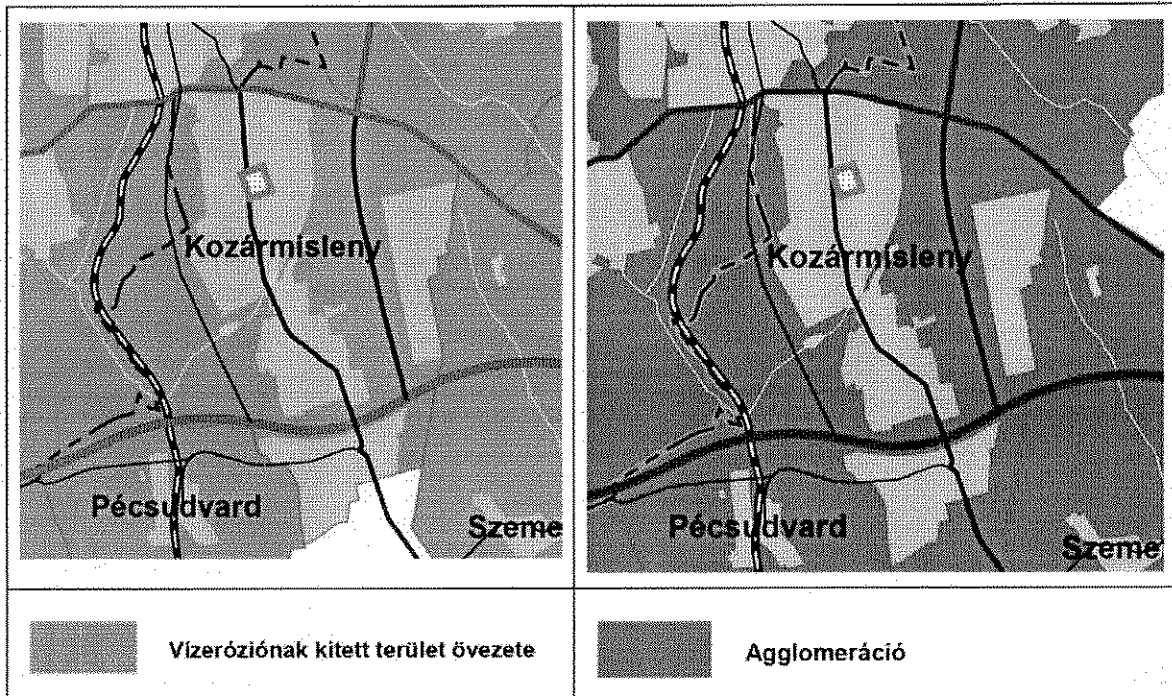 Kozármisleny
Pécsudvard
Szeme
Vízeróziónak kitett terület övezete
Kozármisleny
Pécsudvard
Szeme
Agglomeráció